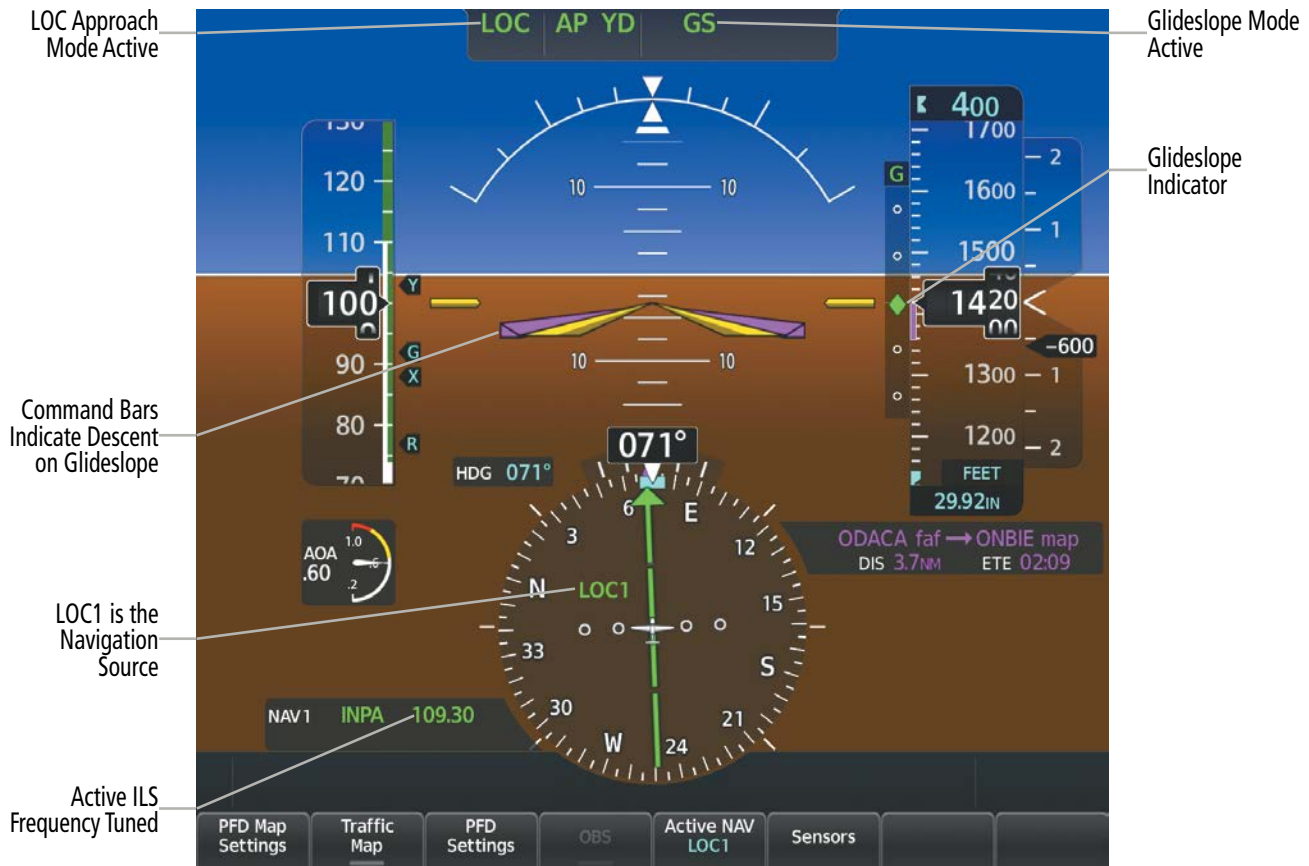 LOC Approach
Mode Active
LOC AP YD GS
Glideslope Mode
Active
Glideslope
Indicator
Command Bars
Indicate Descent
on Glideslope
LOC1 is the
Navigation
Source
Active ILS
Frequency Tuned
130
120
110
100
90
80
70
Y
G
X
R
10 10
10 10
G
400
1700
1600
1500
1420
00
1300
1200
2
1
-600
1
2
FEET
29.92IN
071°
HDG 071°
AOA
.60
1.0
.6
.2
ODACA faf → ONBIE map
DIS 3.7NM ETE 02:09
LOC1
N
3
6
E
12
15
S
21
24
W
30
33
NAV1 INPA 109.30
PFD Map
Settings
Traffic
Map
PFD
Settings
OBS
Active NAV
LOC1
Sensors